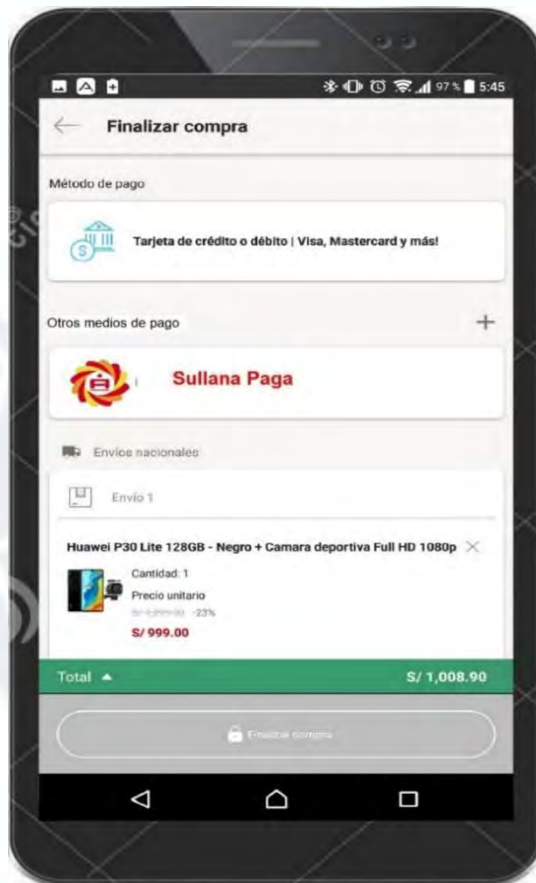 97% 5:45
Finalizar compra
Método de pago
Tarjeta de crédito o débito | Visa, Mastercard y más!
Otros medios de pago
Sullana Paga
Envíos nacionales
Envío 1
Huawei P30 Lite 128GB - Negro + Camara deportiva Full HD 1080p
Cantidad: 1
Precio unitario
-23%
S/ 999.00
Total S/ 1,008.90
Finalizar compra